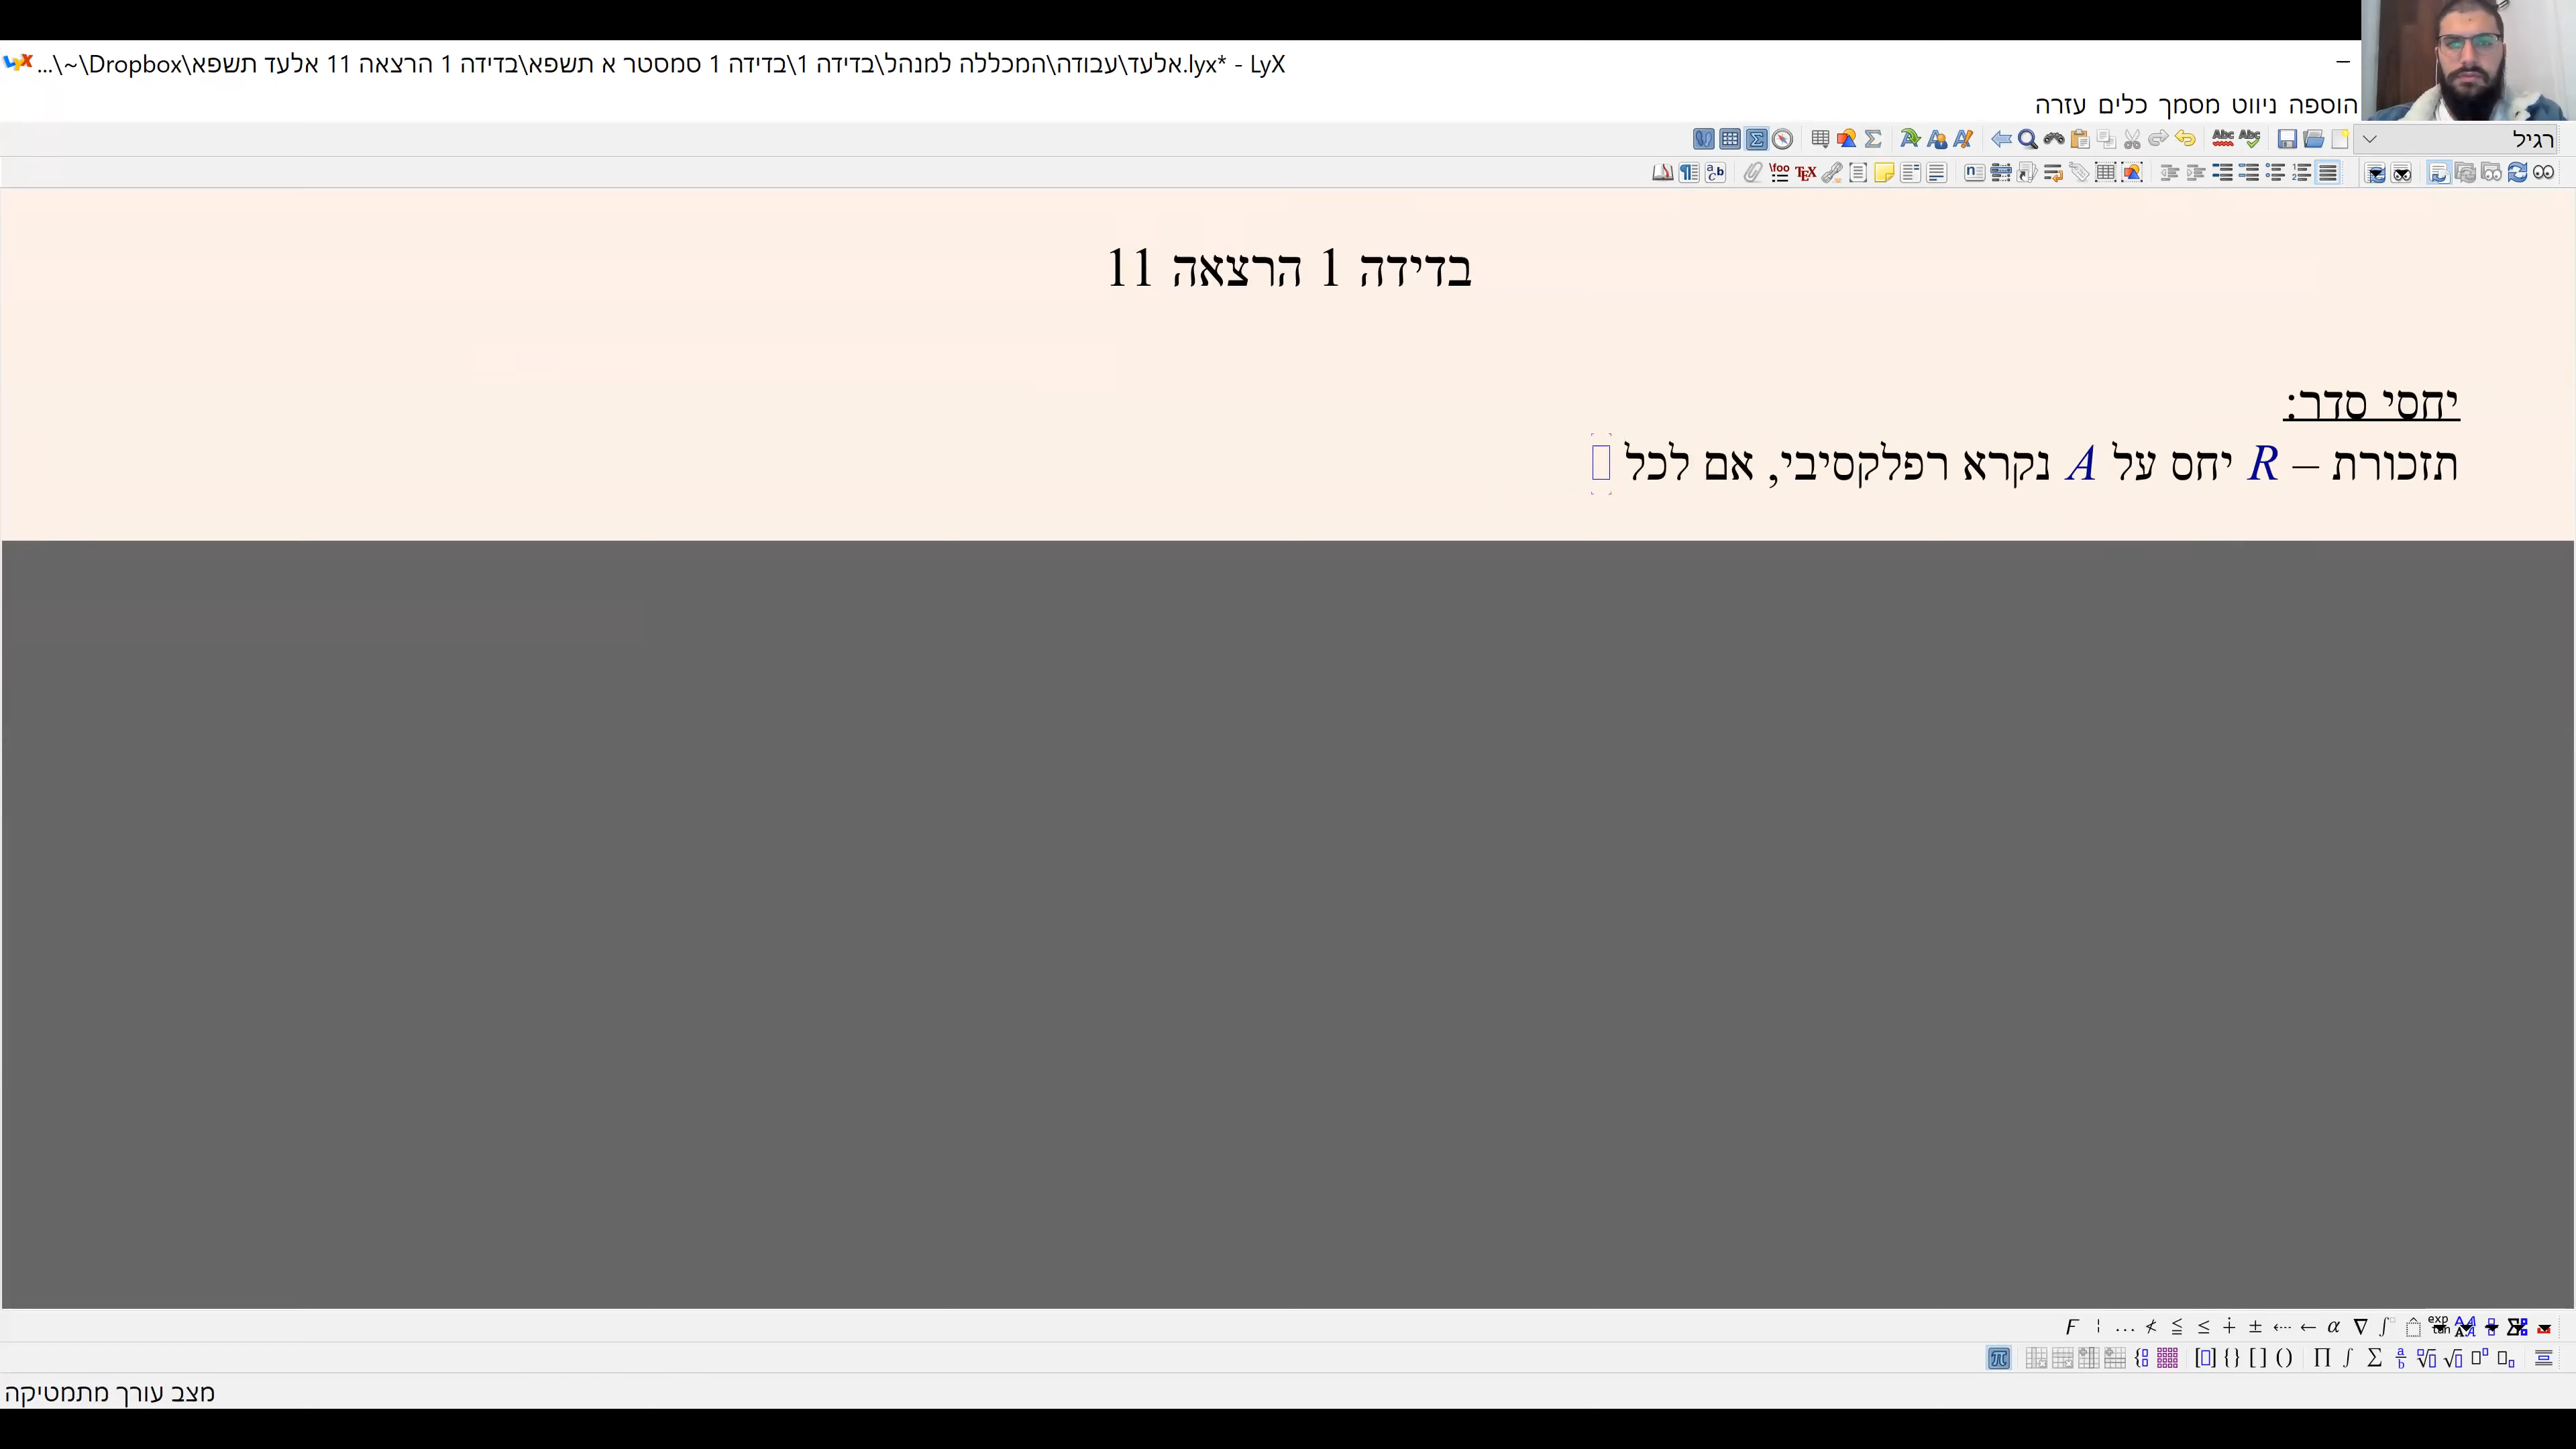 ...\~\Dropbox\אלעד\עבודה\המכללה למנהל\בדידה 1\בדידה 1 סמסטר א תשפא\בדידה 1 הרצאה 11 אלעד תשפא.lyx* - LyX
הוספה ניווט מסמך כלים עזרה
רגיל
בדידה 1 הרצאה 11
יחסי סדר:
תזכורת – R יחס על A נקרא רפלקסיבי, אם לכל
מצב עורך מתמטיקה